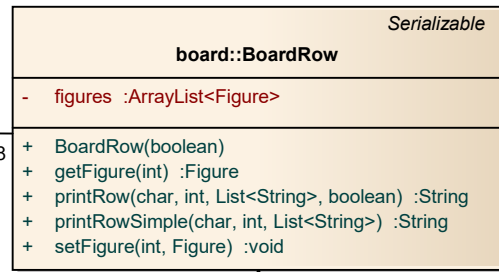 Serializable
board::BoardRow
- figures :ArrayList<Figure>
+ BoardRow(boolean)
+ getFigure(int) :Figure
+ printRow(char, int, List<String>, boolean) :String
+ printRowSimple(char, int, List<String>) :String
+ setFigure(int, Figure) :void